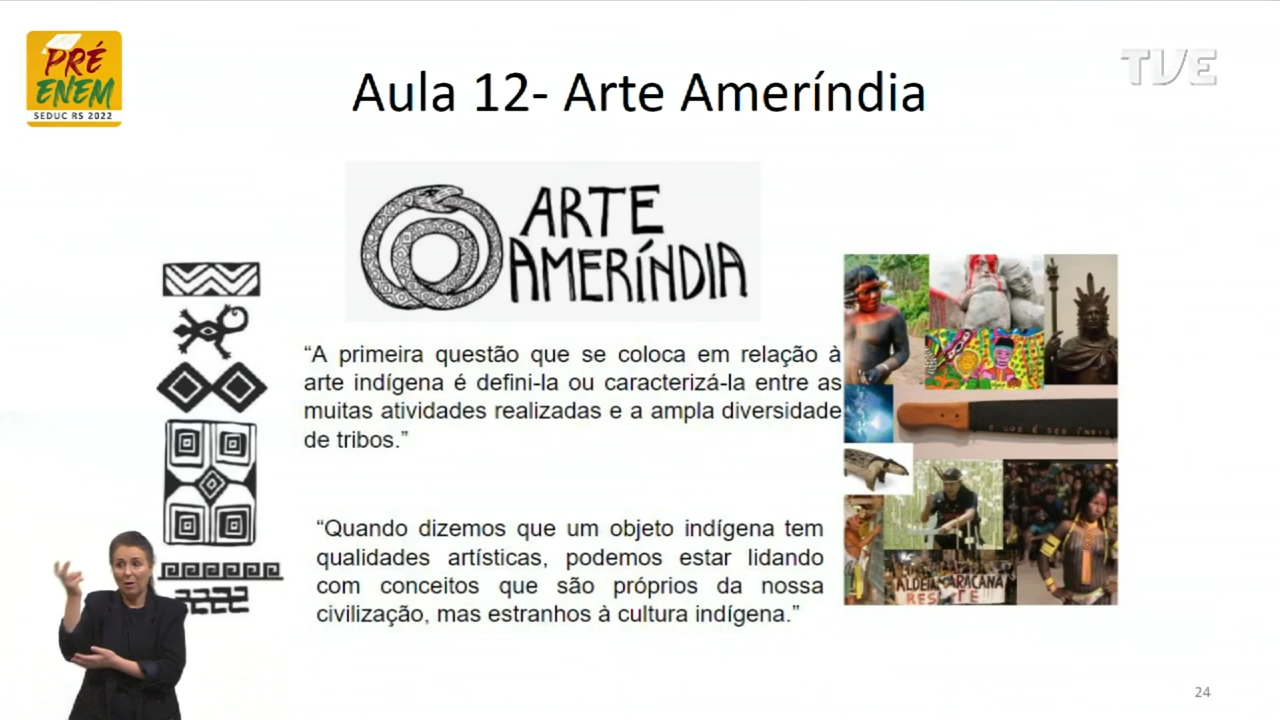 PRÉ
ENEM
SEDUC RS 2022
TVE
Aula 12- Arte Ameríndia
ARTE
AMERÍNDIA
“A primeira questão que se coloca em relação à
arte indígena é defini-la ou caracterizá-la entre as
muitas atividades realizadas e a ampla diversidade
de tribos.”
“Quando dizemos que um objeto indígena tem
qualidades artísticas, podemos estar lidando
com conceitos que são próprios da nossa
civilização, mas estranhos à cultura indígena.”
O QUE É SER
ALDEIA MARACANA
24